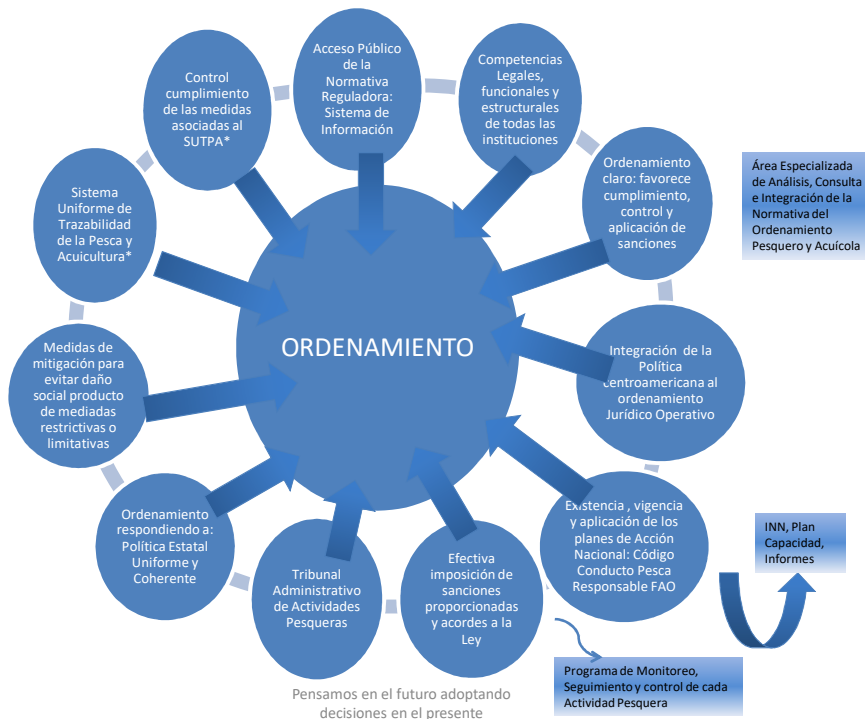 Acceso Público
de la
Normativa
Reguladora:
Sistema de
Información
Competencias
Legales,
funcionales y
estructurales
de todas las
instituciones
Ordenamiento
claro: favorece
cumplimiento,
control y
aplicación de
sanciones
Área Especializada
de Análisis, Consulta
e Integración de la
Normativa del
Ordenamiento
Pesquero y Acuícola
Integración de la
Política
centroamericana al
ordenamiento
Jurídico Operativo
Existencia , vigencia
y aplicación de los
planes de Acción
Nacional: Código
Conducto Pesca
Responsable FAO
INN, Plan
Capacidad,
Informes
Efectiva
imposición de
sanciones
proporcionadas
y acordes a la
Ley
Programa de Monitoreo,
Seguimiento y control de cada
Actividad Pesquera
Tribunal
Administrativo
de Actividades
Pesqueras
Ordenamiento
respondiendo a:
Política Estatal
Uniforme y
Coherente
Medidas de
mitigación para
evitar daño
social producto
de mediadas
restrictivas o
limitativas
Sistema
Uniforme de
Trazabilidad
de la Pesca y
Acuicultura*
Control
cumplimiento
de las medidas
asociadas al
SUTPA*
ORDENAMIENTO
Pensamos en el futuro adoptando
decisiones en el presente